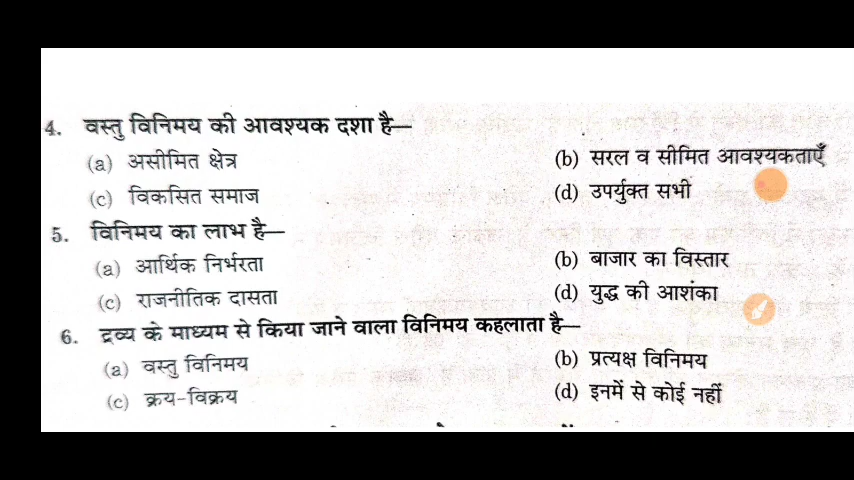 4. वस्तु विनिमय की आवश्यक दशा है—
(a) असीमित क्षेत्र (b) सरल व सीमित आवश्यकताएँ
(c) विकसित समाज (d) उपर्युक्त सभी
5. विनिमय का लाभ है—
(a) आर्थिक निर्भरता (b) बाजार का विस्तार
(c) राजनीतिक दासता (d) युद्ध की आशंका
6. द्रव्य के माध्यम से किया जाने वाला विनिमय कहलाता है—
(a) वस्तु विनिमय (b) प्रत्यक्ष विनिमय
(c) क्रय-विक्रय (d) इनमें से कोई नहीं